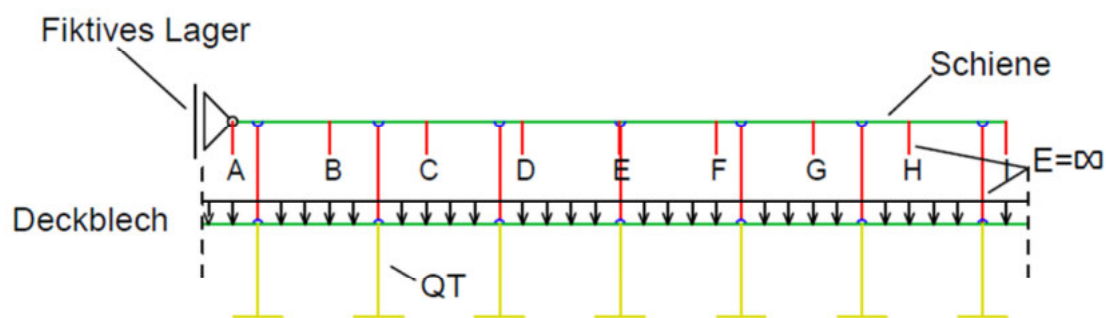 Fiktives Lager
Schiene
A B C D E F G H I E=∞
Deckblech
QT